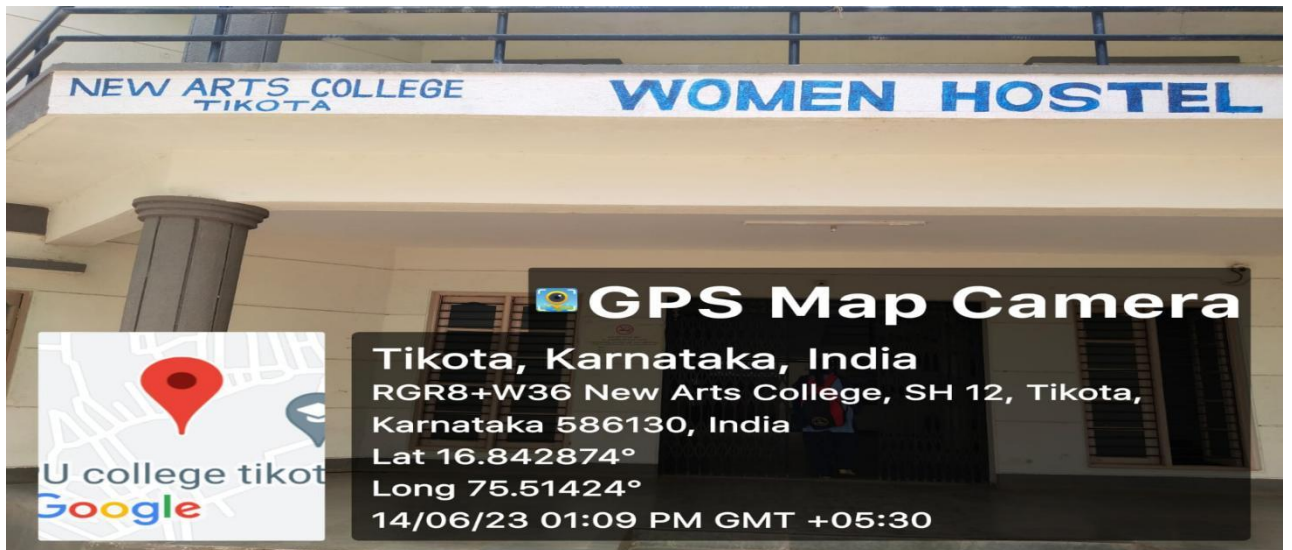 NEW ARTS COLLEGE
TIKOTA
WOMEN HOSTEL
GPS Map Camera
Tikota, Karnataka, India
RGR8+W36 New Arts College, SH 12, Tikota,
Karnataka 586130, India
Lat 16.842874°
Long 75.51424°
14/06/23 01:09 PM GMT +05:30
U college tikot
Google